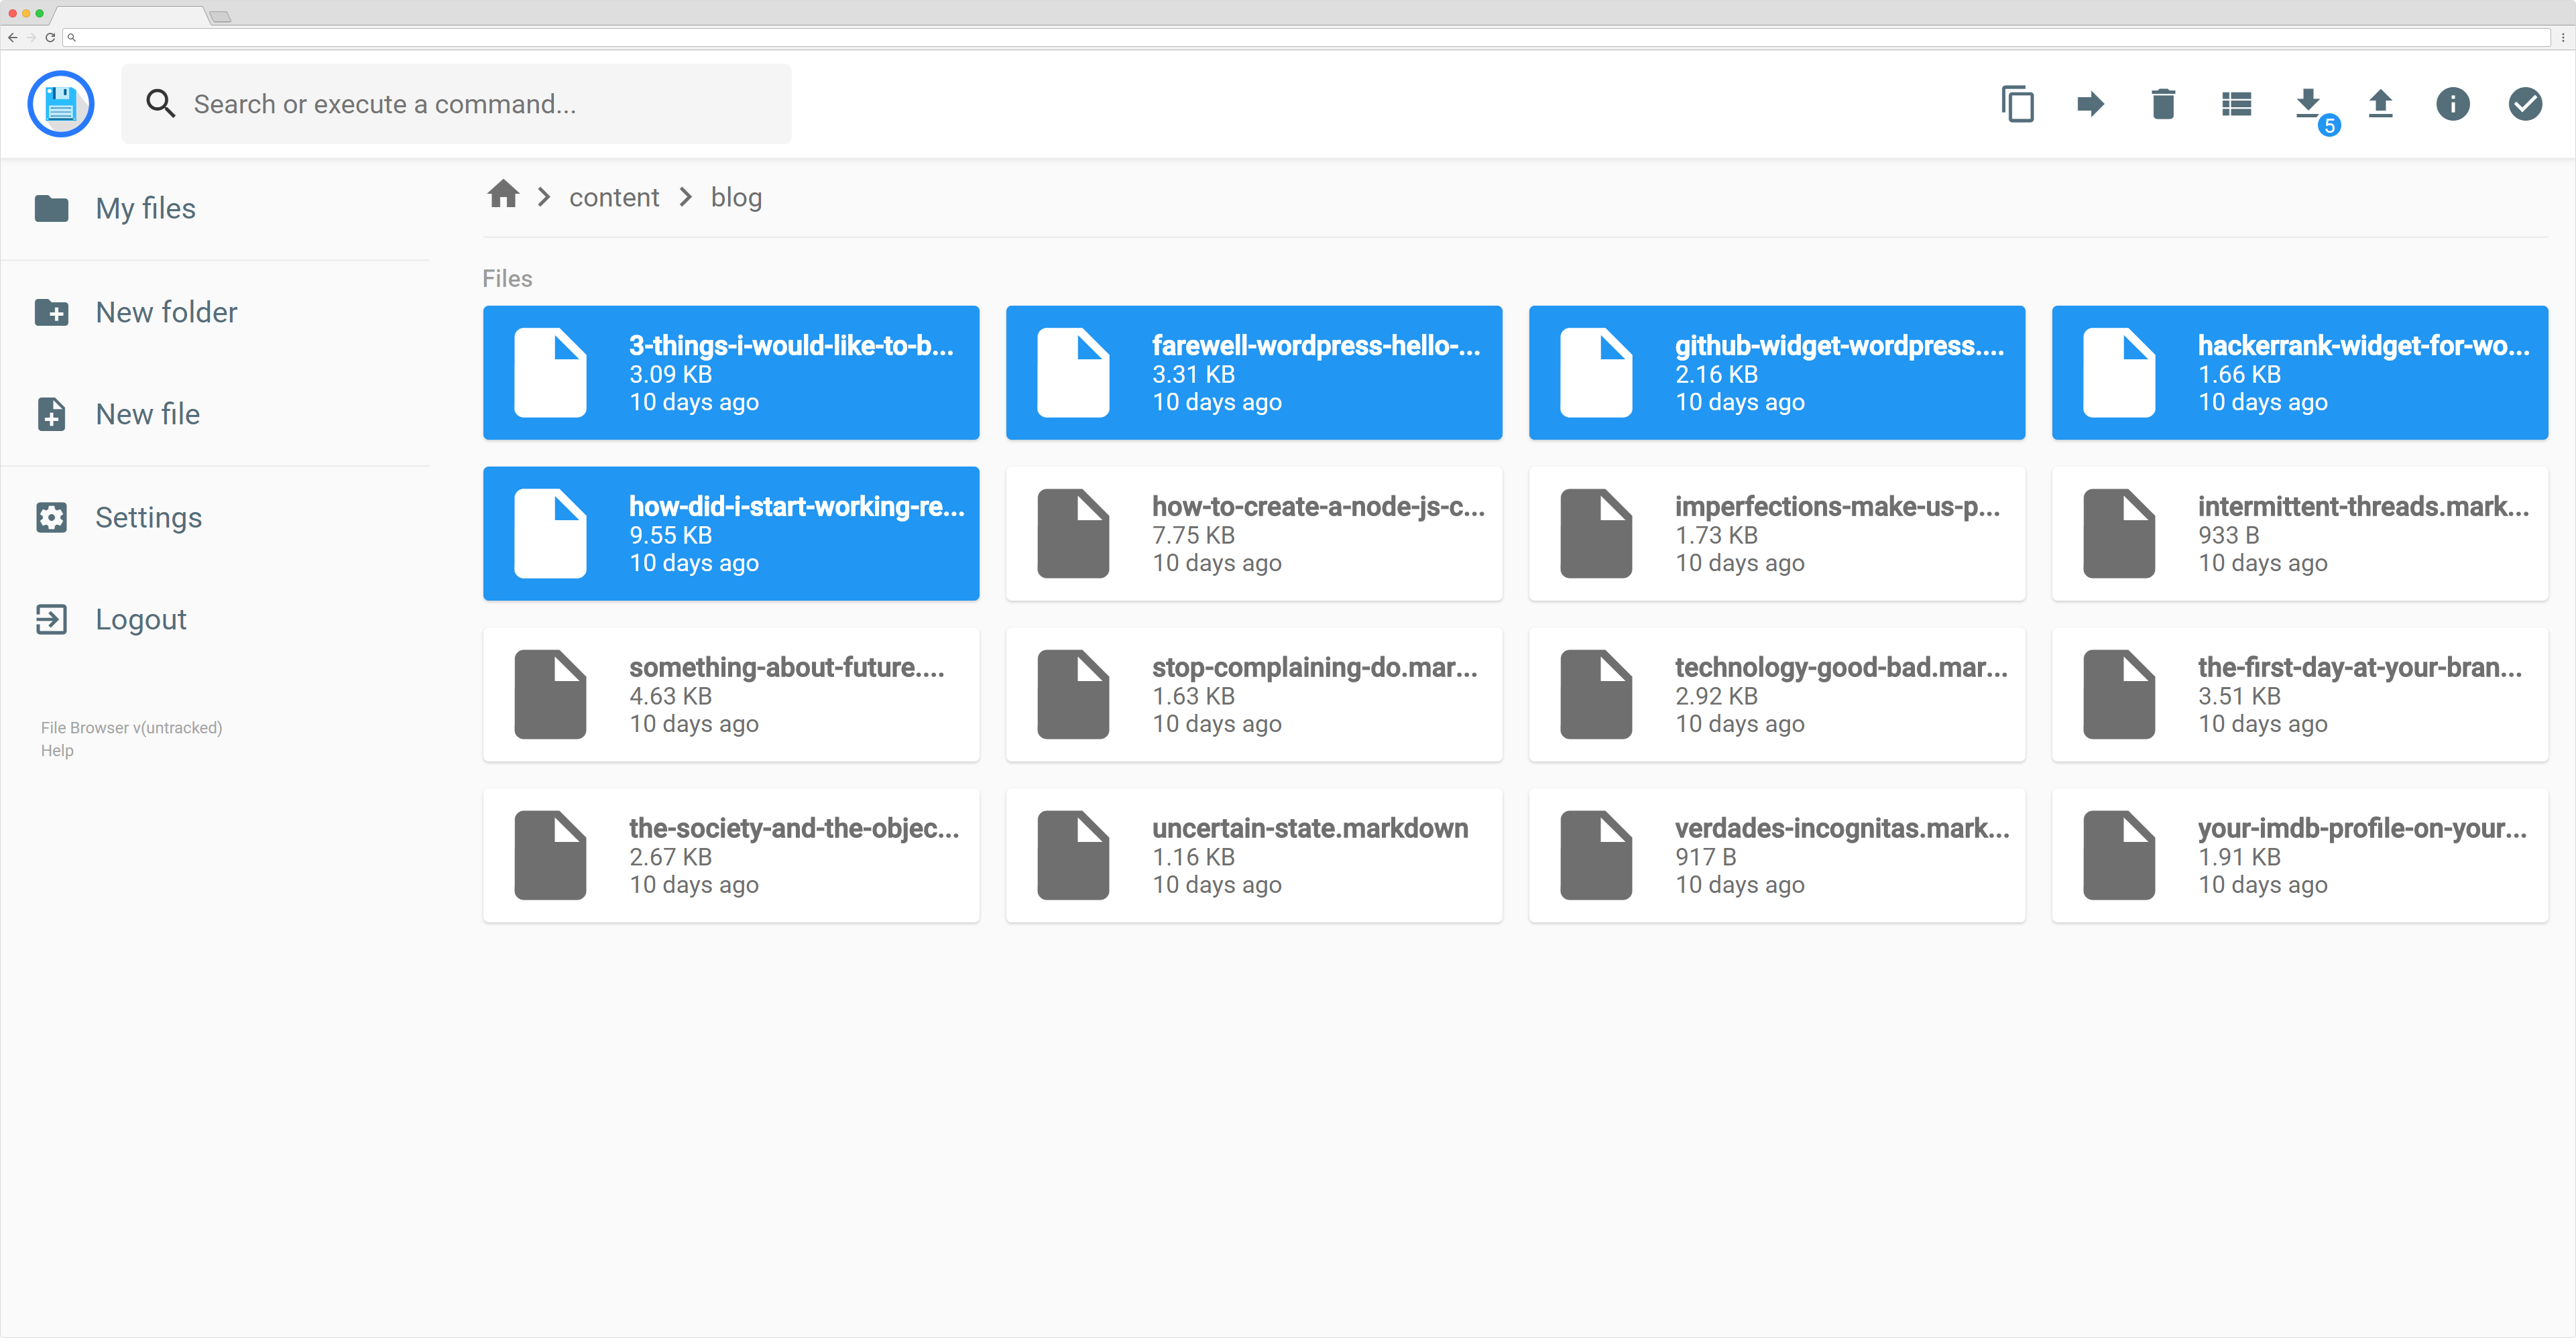 Search or execute a command...
5
My files
New folder
New file
Settings
Logout
File Browser v(untracked)
Help
content
blog
Files
3-things-i-would-like-to-b...
3.09 KB
10 days ago
farewell-wordpress-hello-...
3.31 KB
10 days ago
github-widget-wordpress....
2.16 KB
10 days ago
hackerrank-widget-for-wo...
1.66 KB
10 days ago
how-did-i-start-working-re...
9.55 KB
10 days ago
how-to-create-a-node-js-c...
7.75 KB
10 days ago
imperfections-make-us-p...
1.73 KB
10 days ago
intermittent-threads.mark...
933 B
10 days ago
something-about-future....
4.63 KB
10 days ago
stop-complaining-do.mar...
1.63 KB
10 days ago
technology-good-bad.mar...
2.92 KB
10 days ago
the-first-day-at-your-bran...
3.51 KB
10 days ago
the-society-and-the-objec...
2.67 KB
10 days ago
uncertain-state.markdown
1.16 KB
10 days ago
verdades-incognitas.mark...
917 B
10 days ago
your-imdb-profile-on-your...
1.91 KB
10 days ago